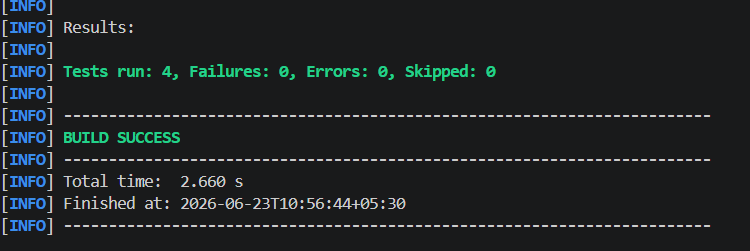 [INFO]
[INFO] Results:
[INFO]
[INFO] Tests run: 4, Failures: 0, Errors: 0, Skipped: 0
[INFO]
[INFO] ------------------------------------------------------------------------
[INFO] BUILD SUCCESS
[INFO] ------------------------------------------------------------------------
[INFO] Total time:  2.660 s
[INFO] Finished at: 2026-06-23T10:56:44+05:30
[INFO] ------------------------------------------------------------------------